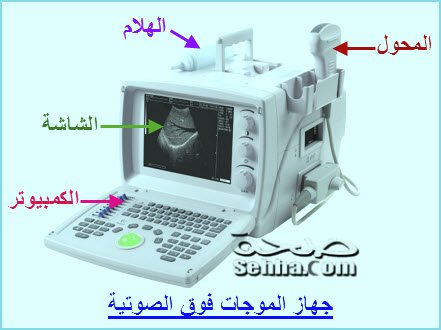 الهلام
المحول
الشاشة
الكمبيوتر
صحة
Sehha.Com
جهاز الموجات فوق الصوتية